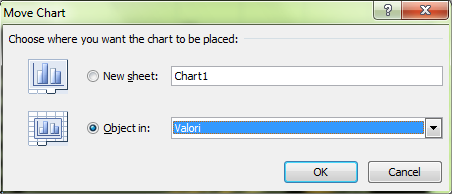 Move Chart
Choose where you want the chart to be placed:
New sheet: Chart1
Object in: Valori
OK Cancel